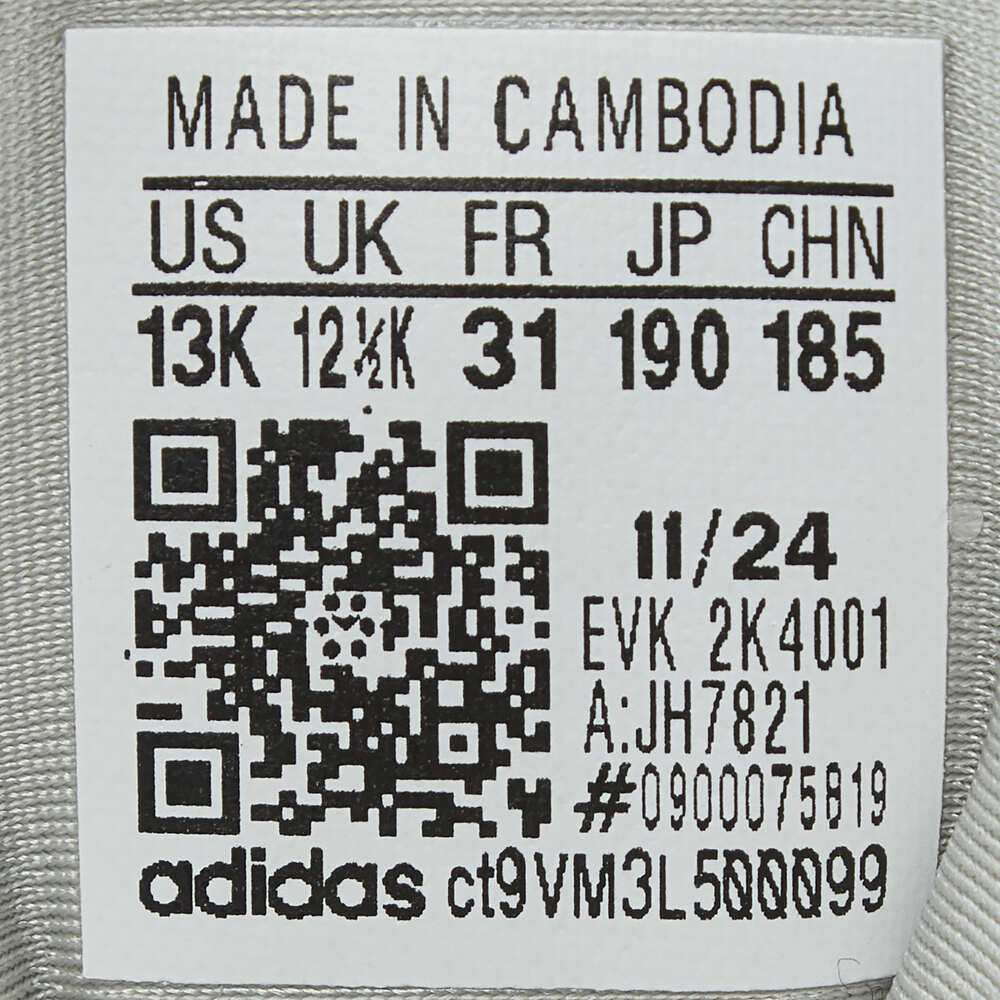 MADE IN CAMBODIA
US UK FR JP CHN
13K 12½K 31 190 185
11/24
EVK 2K4001
A:JH7821
#0900075819
adidas ct9VM3L5000099